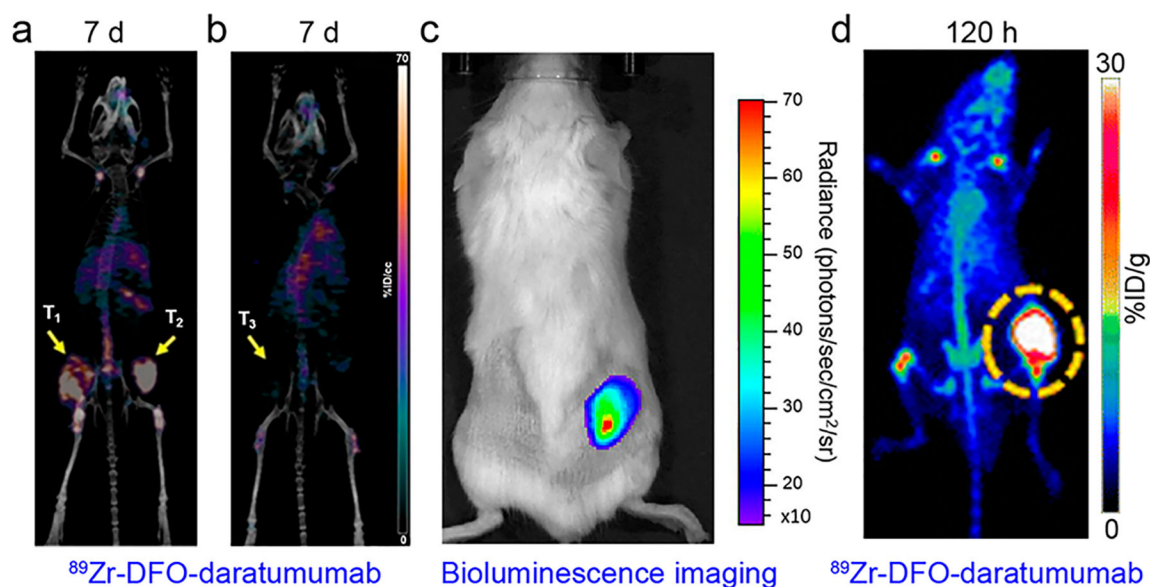 a
7 d
b
7 d
c
d
120 h
T1
T2
T3
70
%ID/cc
0
70
60
50
40
30
20
x10
Radiance (photons/sec/cm²/sr)
30
%ID/g
0
⁸⁹Zr-DFO-daratumumab
Bioluminescence imaging
⁸⁹Zr-DFO-daratumumab